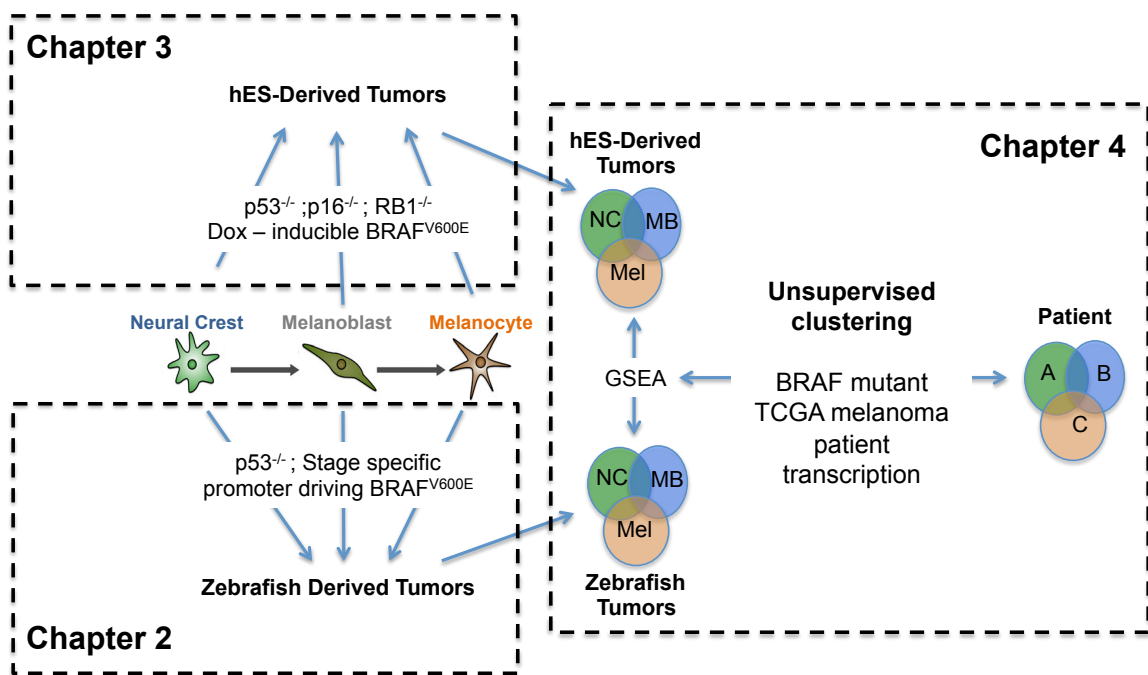 Chapter 3
hES-Derived Tumors
p53-/- ;p16-/- ; RB1-/-
Dox – inducible BRAFV600E
Neural Crest
Melanoblast
Melanocyte
p53-/- ; Stage specific
promoter driving BRAFV600E
Zebrafish Derived Tumors
Chapter 2
Chapter 4
hES-Derived
Tumors
NC
MB
Mel
GSEA
NC
MB
Mel
Zebrafish
Tumors
Unsupervised
clustering
BRAF mutant
TCGA melanoma
patient
transcription
Patient
A
B
C